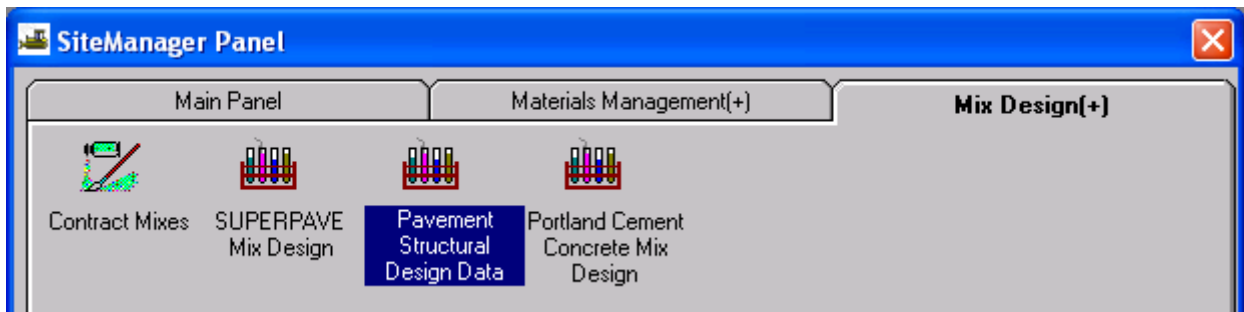 SiteManager Panel
Main Panel
Materials Management(+)
Mix Design(+)
Contract Mixes
SUPERPAVE
Mix Design
Pavement
Structural
Design Data
Portland Cement
Concrete Mix
Design